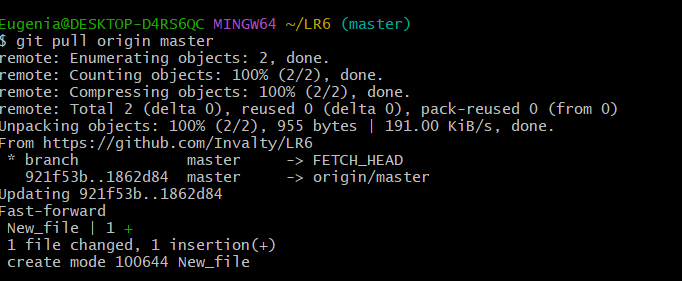 Eugenia@DESKTOP-D4RS6QC MINGW64 ~/LR6 (master)
$ git pull origin master
remote: Enumerating objects: 2, done.
remote: Counting objects: 100% (2/2), done.
remote: Compressing objects: 100% (2/2), done.
remote: Total 2 (delta 0), reused 0 (delta 0), pack-reused 0 (from 0)
Unpacking objects: 100% (2/2), 955 bytes | 191.00 KiB/s, done.
From https://github.com/Invalty/LR6
 * branch            master     -> FETCH_HEAD
   921f53b..1862d84  master     -> origin/master
Updating 921f53b..1862d84
Fast-forward
 New_file | 1 +
 1 file changed, 1 insertion(+)
 create mode 100644 New_file